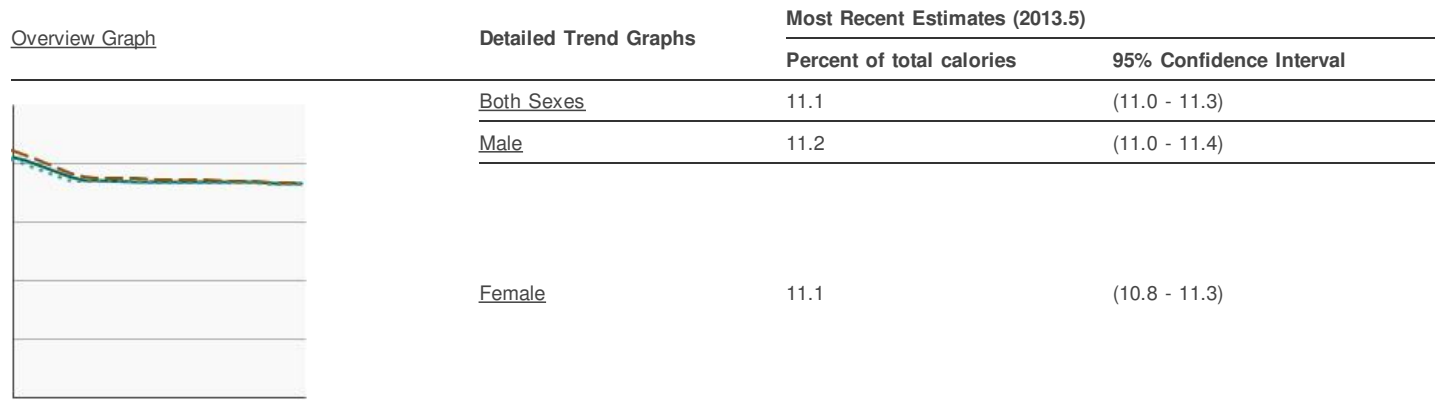 Overview Graph Detailed Trend Graphs Most Recent Estimates (2013.5)
Percent of total calories 95% Confidence Interval
Both Sexes 11.1 (11.0 - 11.3)
Male 11.2 (11.0 - 11.4)
Female 11.1 (10.8 - 11.3)